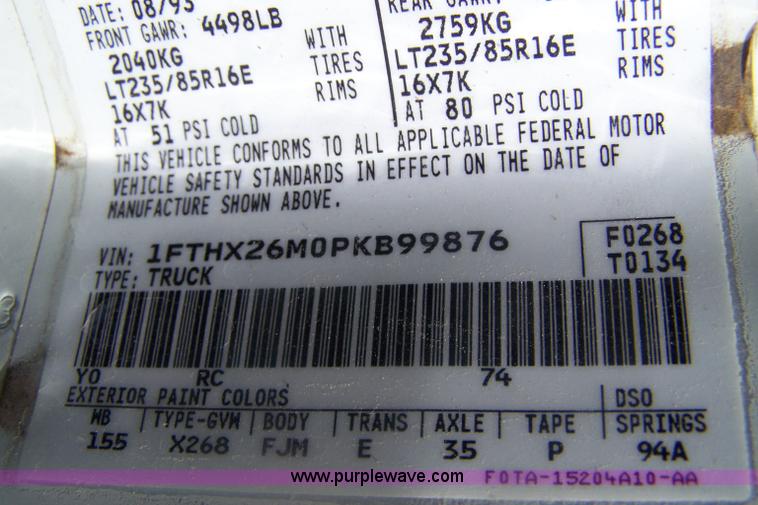 DATE: 08/93
FRONT GAWR: 4498LB
2040KG WITH
LT235/85R16E TIRES
16X7K RIMS
AT 51 PSI COLD
REAR GAWR:
2759KG WITH
LT235/85R16E TIRES
16X7K RIMS
AT 80 PSI COLD
THIS VEHICLE CONFORMS TO ALL APPLICABLE FEDERAL MOTOR
VEHICLE SAFETY STANDARDS IN EFFECT ON THE DATE OF
MANUFACTURE SHOWN ABOVE.
VIN: 1FTHX26M0PKB99876
F0268
TYPE: TRUCK
T0134
YO RC 74
EXTERIOR PAINT COLORS DSO
WB TYPE-GVW BODY TRANS AXLE TAPE SPRINGS
155 X268 FJM E 35 P 94A
www.purplewave.com
F0TA-15204A10-AA